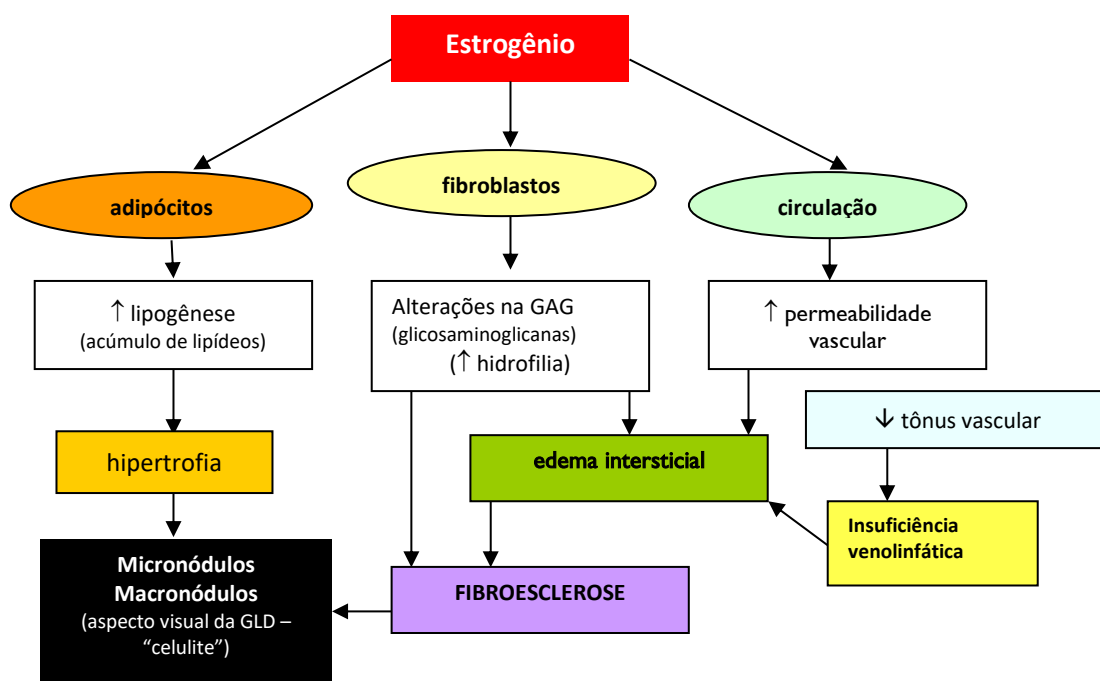 Estrogênio
adipócitos
fibroblastos
circulação
↑ lipogênese
(acúmulo de lipídeos)
Alterações na GAG
(glicosaminoglicanas)
(↑ hidrofilia)
↑ permeabilidade
vascular
↓ tônus vascular
hipertrofia
edema intersticial
Insuficiência
venolinfática
Micronódulos
Macronódulos
(aspecto visual da GLD –
“celulite”)
FIBROESCLEROSE